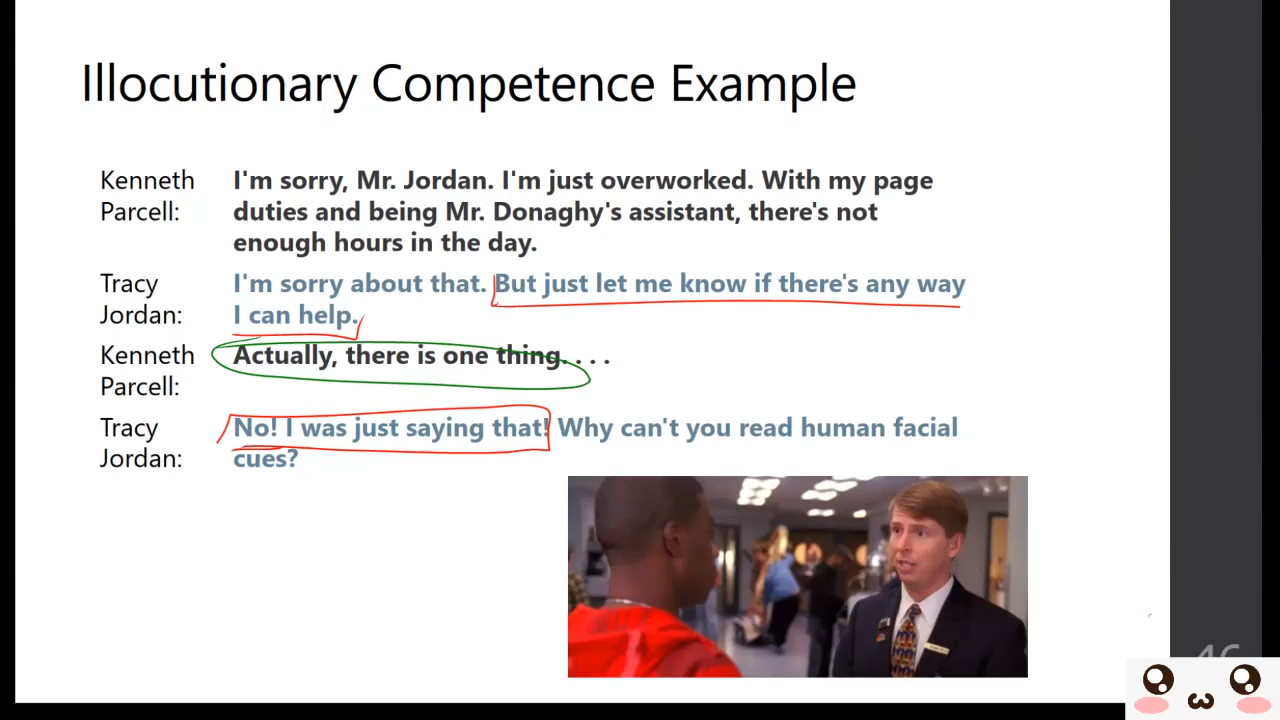 Illocutionary Competence Example
Kenneth
Parcell:
I'm sorry, Mr. Jordan. I'm just overworked. With my page
duties and being Mr. Donaghy's assistant, there's not
enough hours in the day.
Tracy
Jordan:
I'm sorry about that. But just let me know if there's any way
I can help.
Kenneth
Parcell:
Actually, there is one thing. . . .
Tracy
Jordan:
No! I was just saying that! Why can't you read human facial
cues?